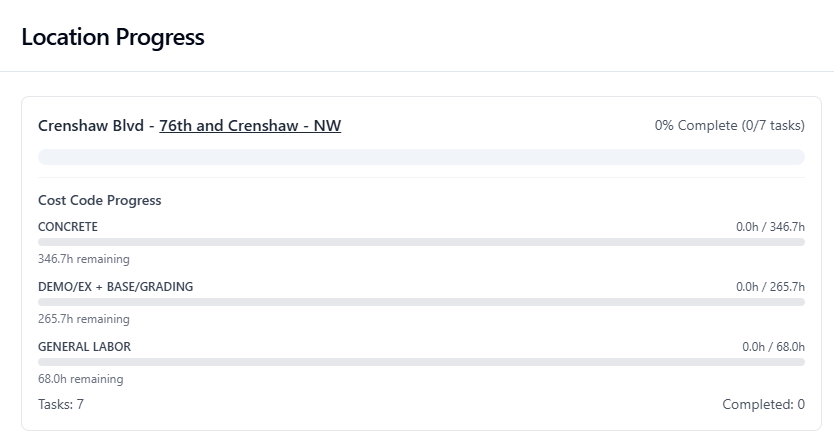 Location Progress
Crenshaw Blvd - 76th and Crenshaw - NW 0% Complete (0/7 tasks)
Cost Code Progress
CONCRETE 0.0h / 346.7h
346.7h remaining
DEMO/EX + BASE/GRADING 0.0h / 265.7h
265.7h remaining
GENERAL LABOR 0.0h / 68.0h
68.0h remaining
Tasks: 7 Completed: 0